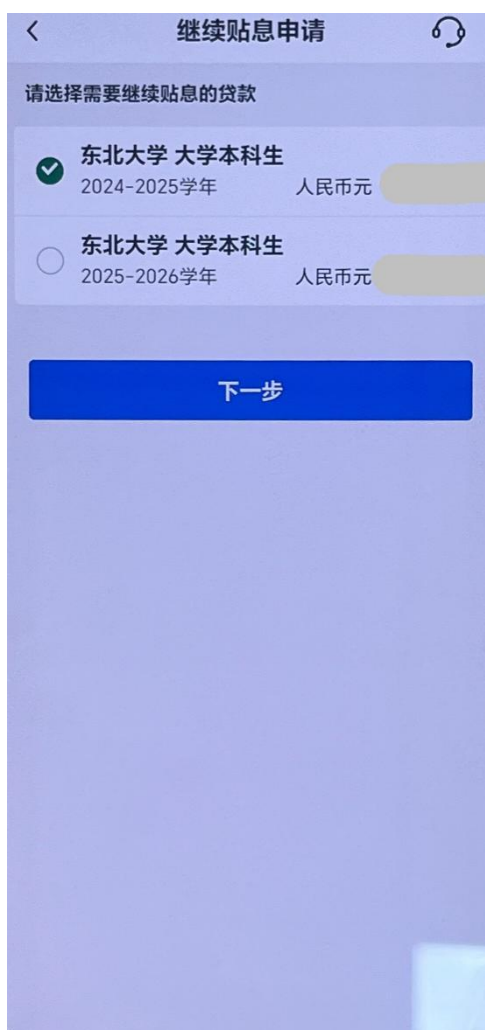 继续贴息申请
请选择需要继续贴息的贷款
东北大学 大学本科生
2024-2025学年 人民币元
东北大学 大学本科生
2025-2026学年 人民币元
下一步